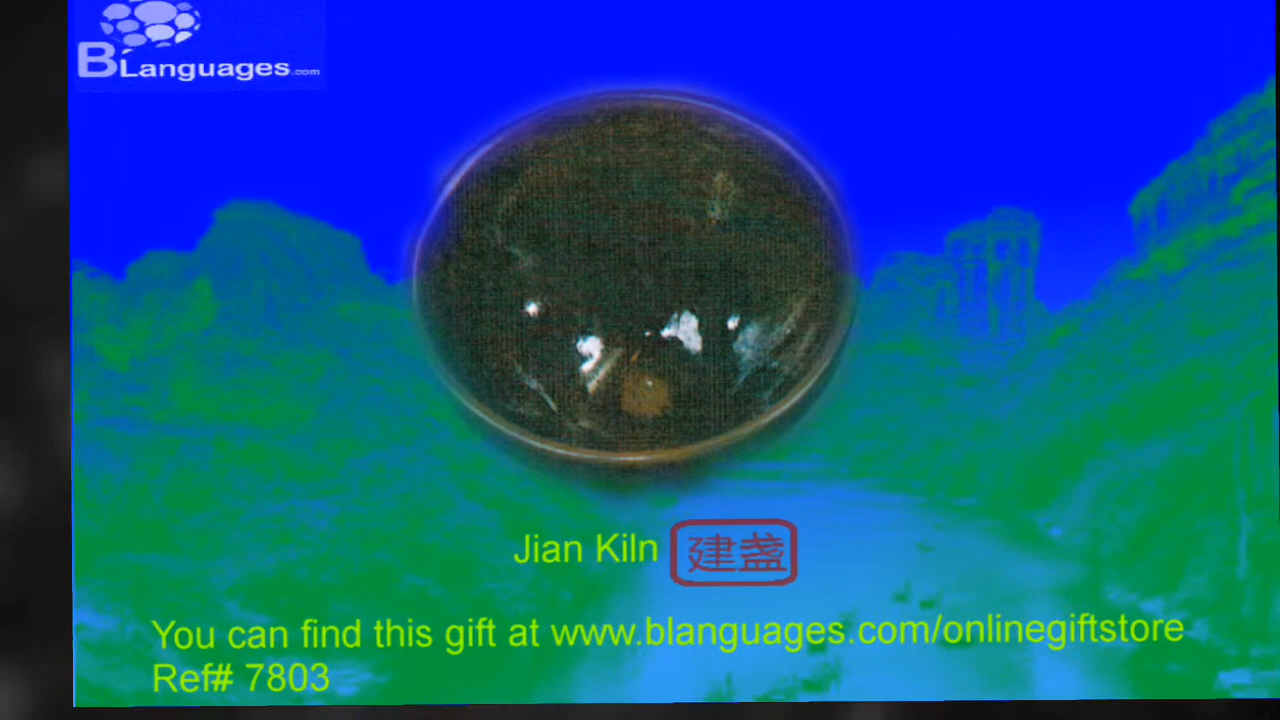 BLanguages.com
Jian Kiln 建盏
You can find this gift at www.blanguages.com/onlinegiftstore
Ref# 7803